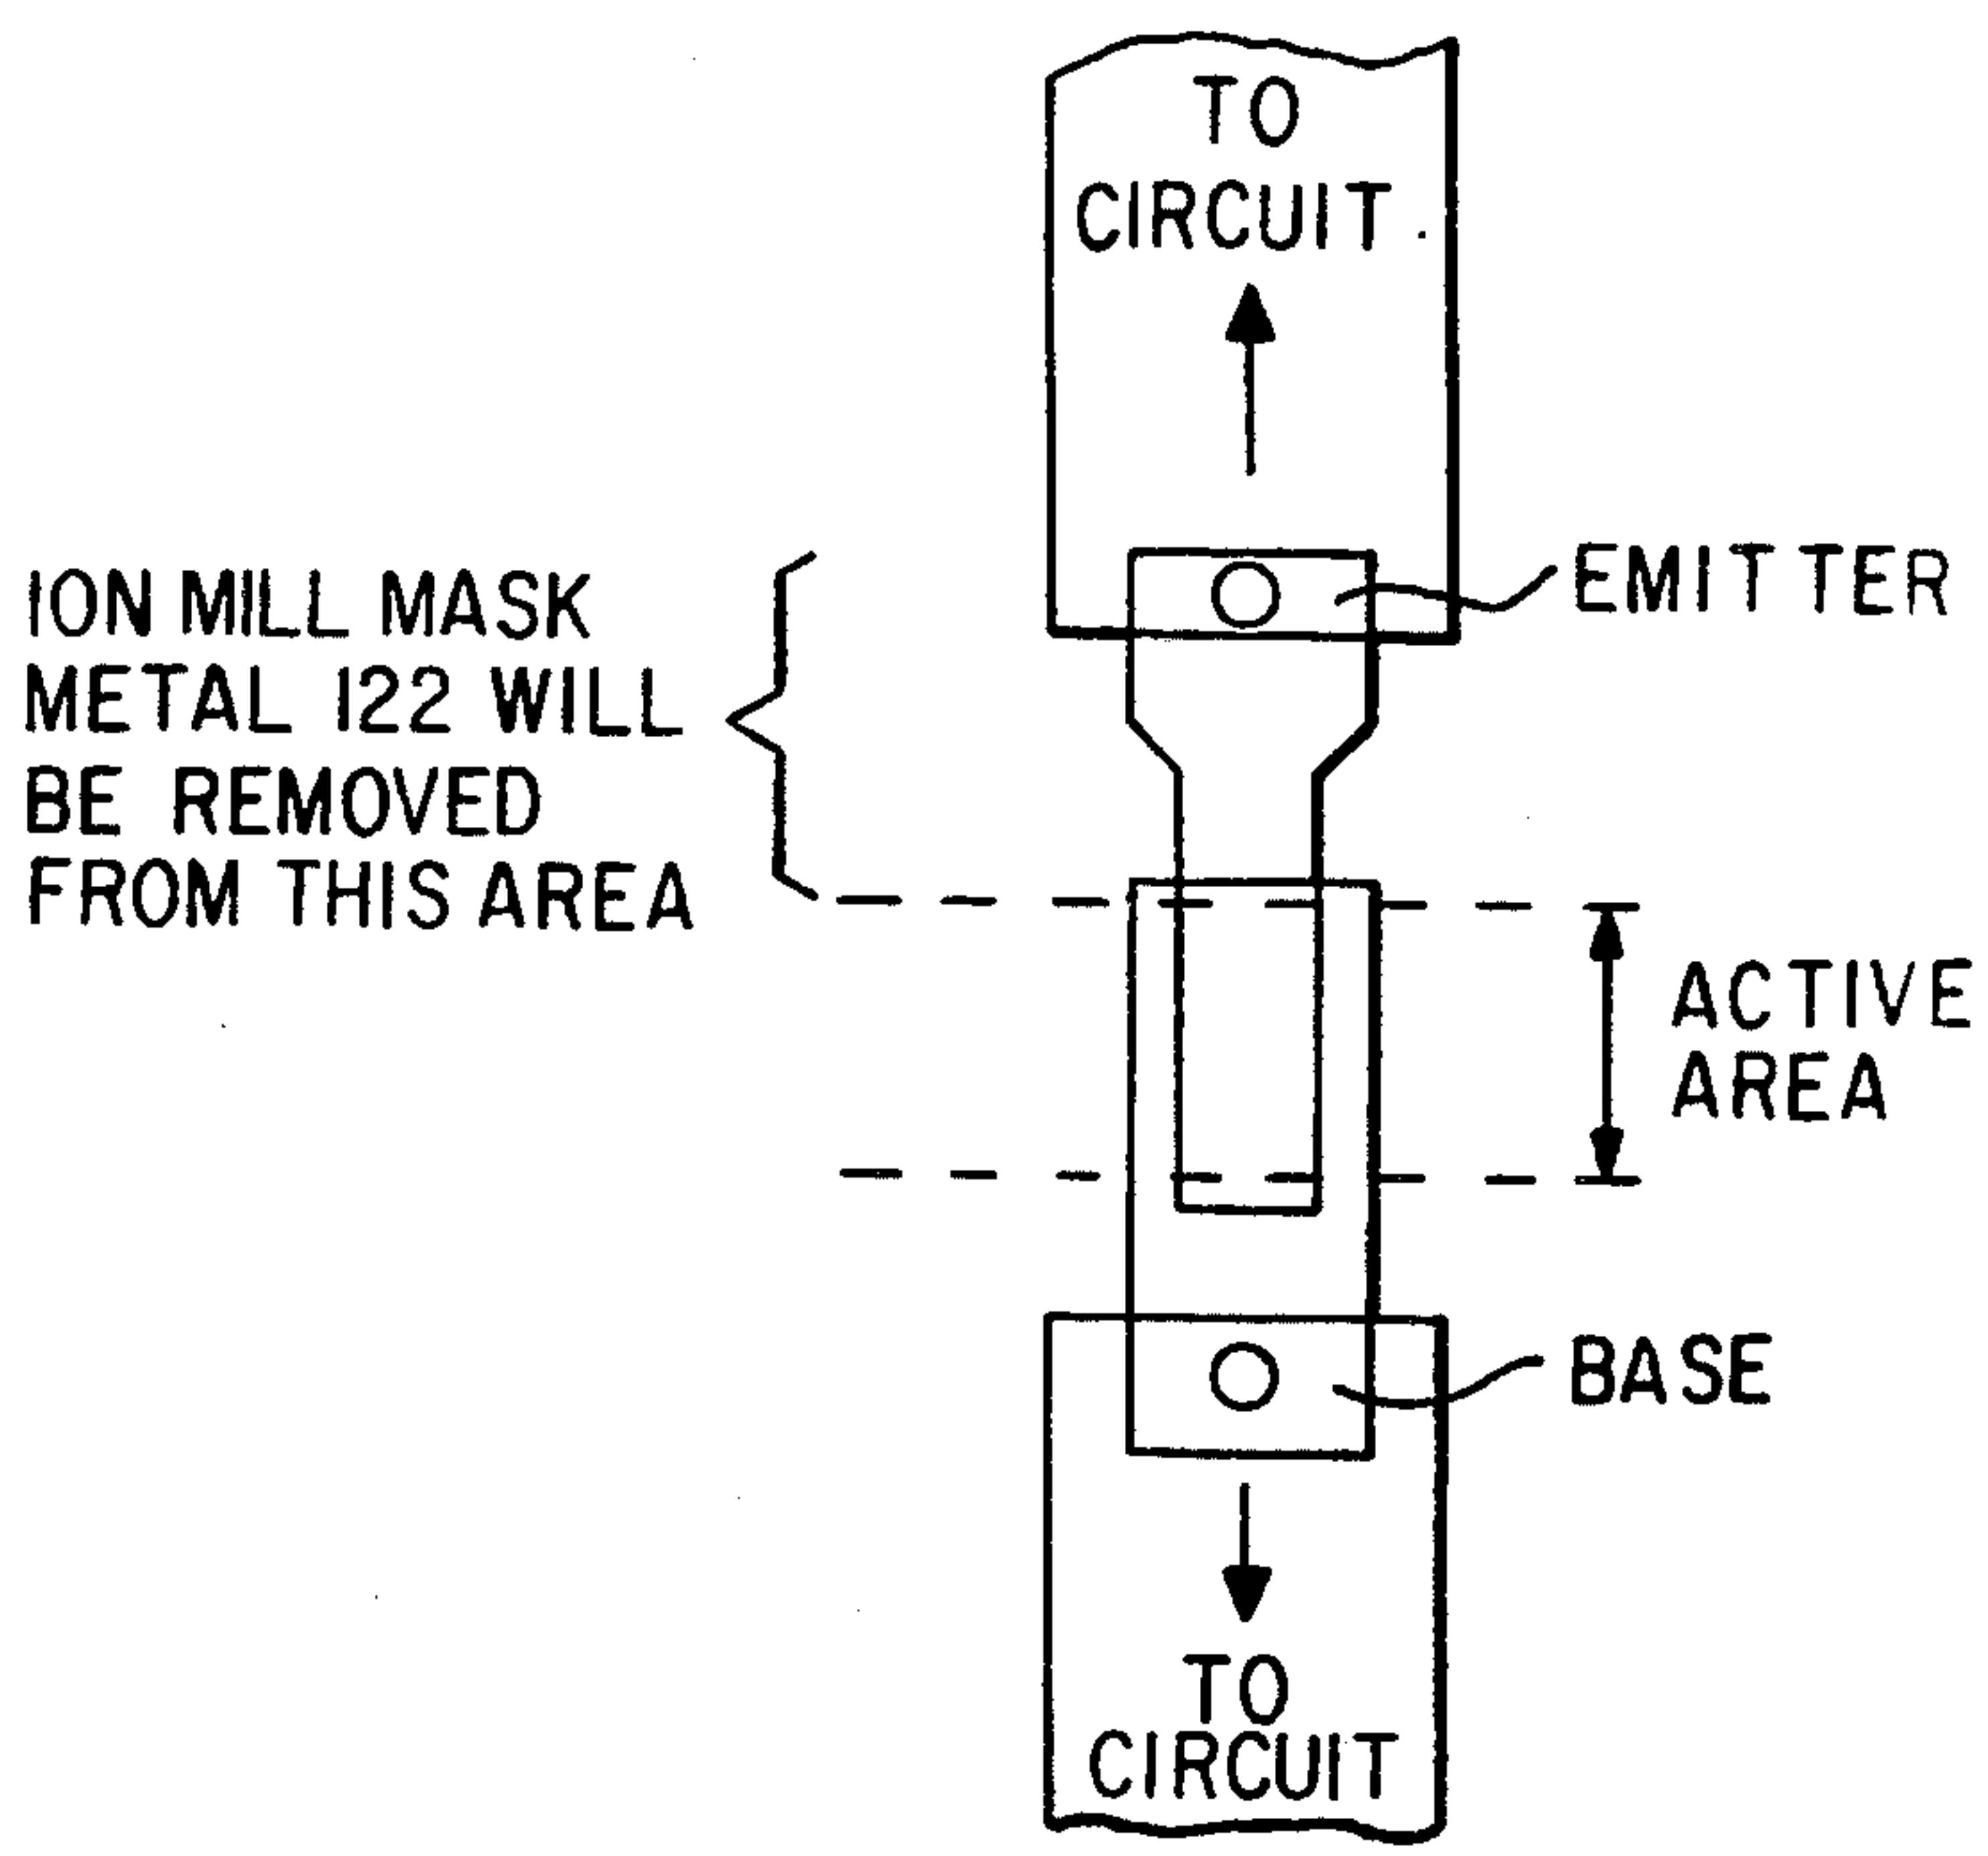 TO
CIRCUIT
EMITTER
ION MILL MASK
METAL 122 WILL
BE REMOVED
FROM THIS AREA
ACTIVE
AREA
BASE
TO
CIRCUIT